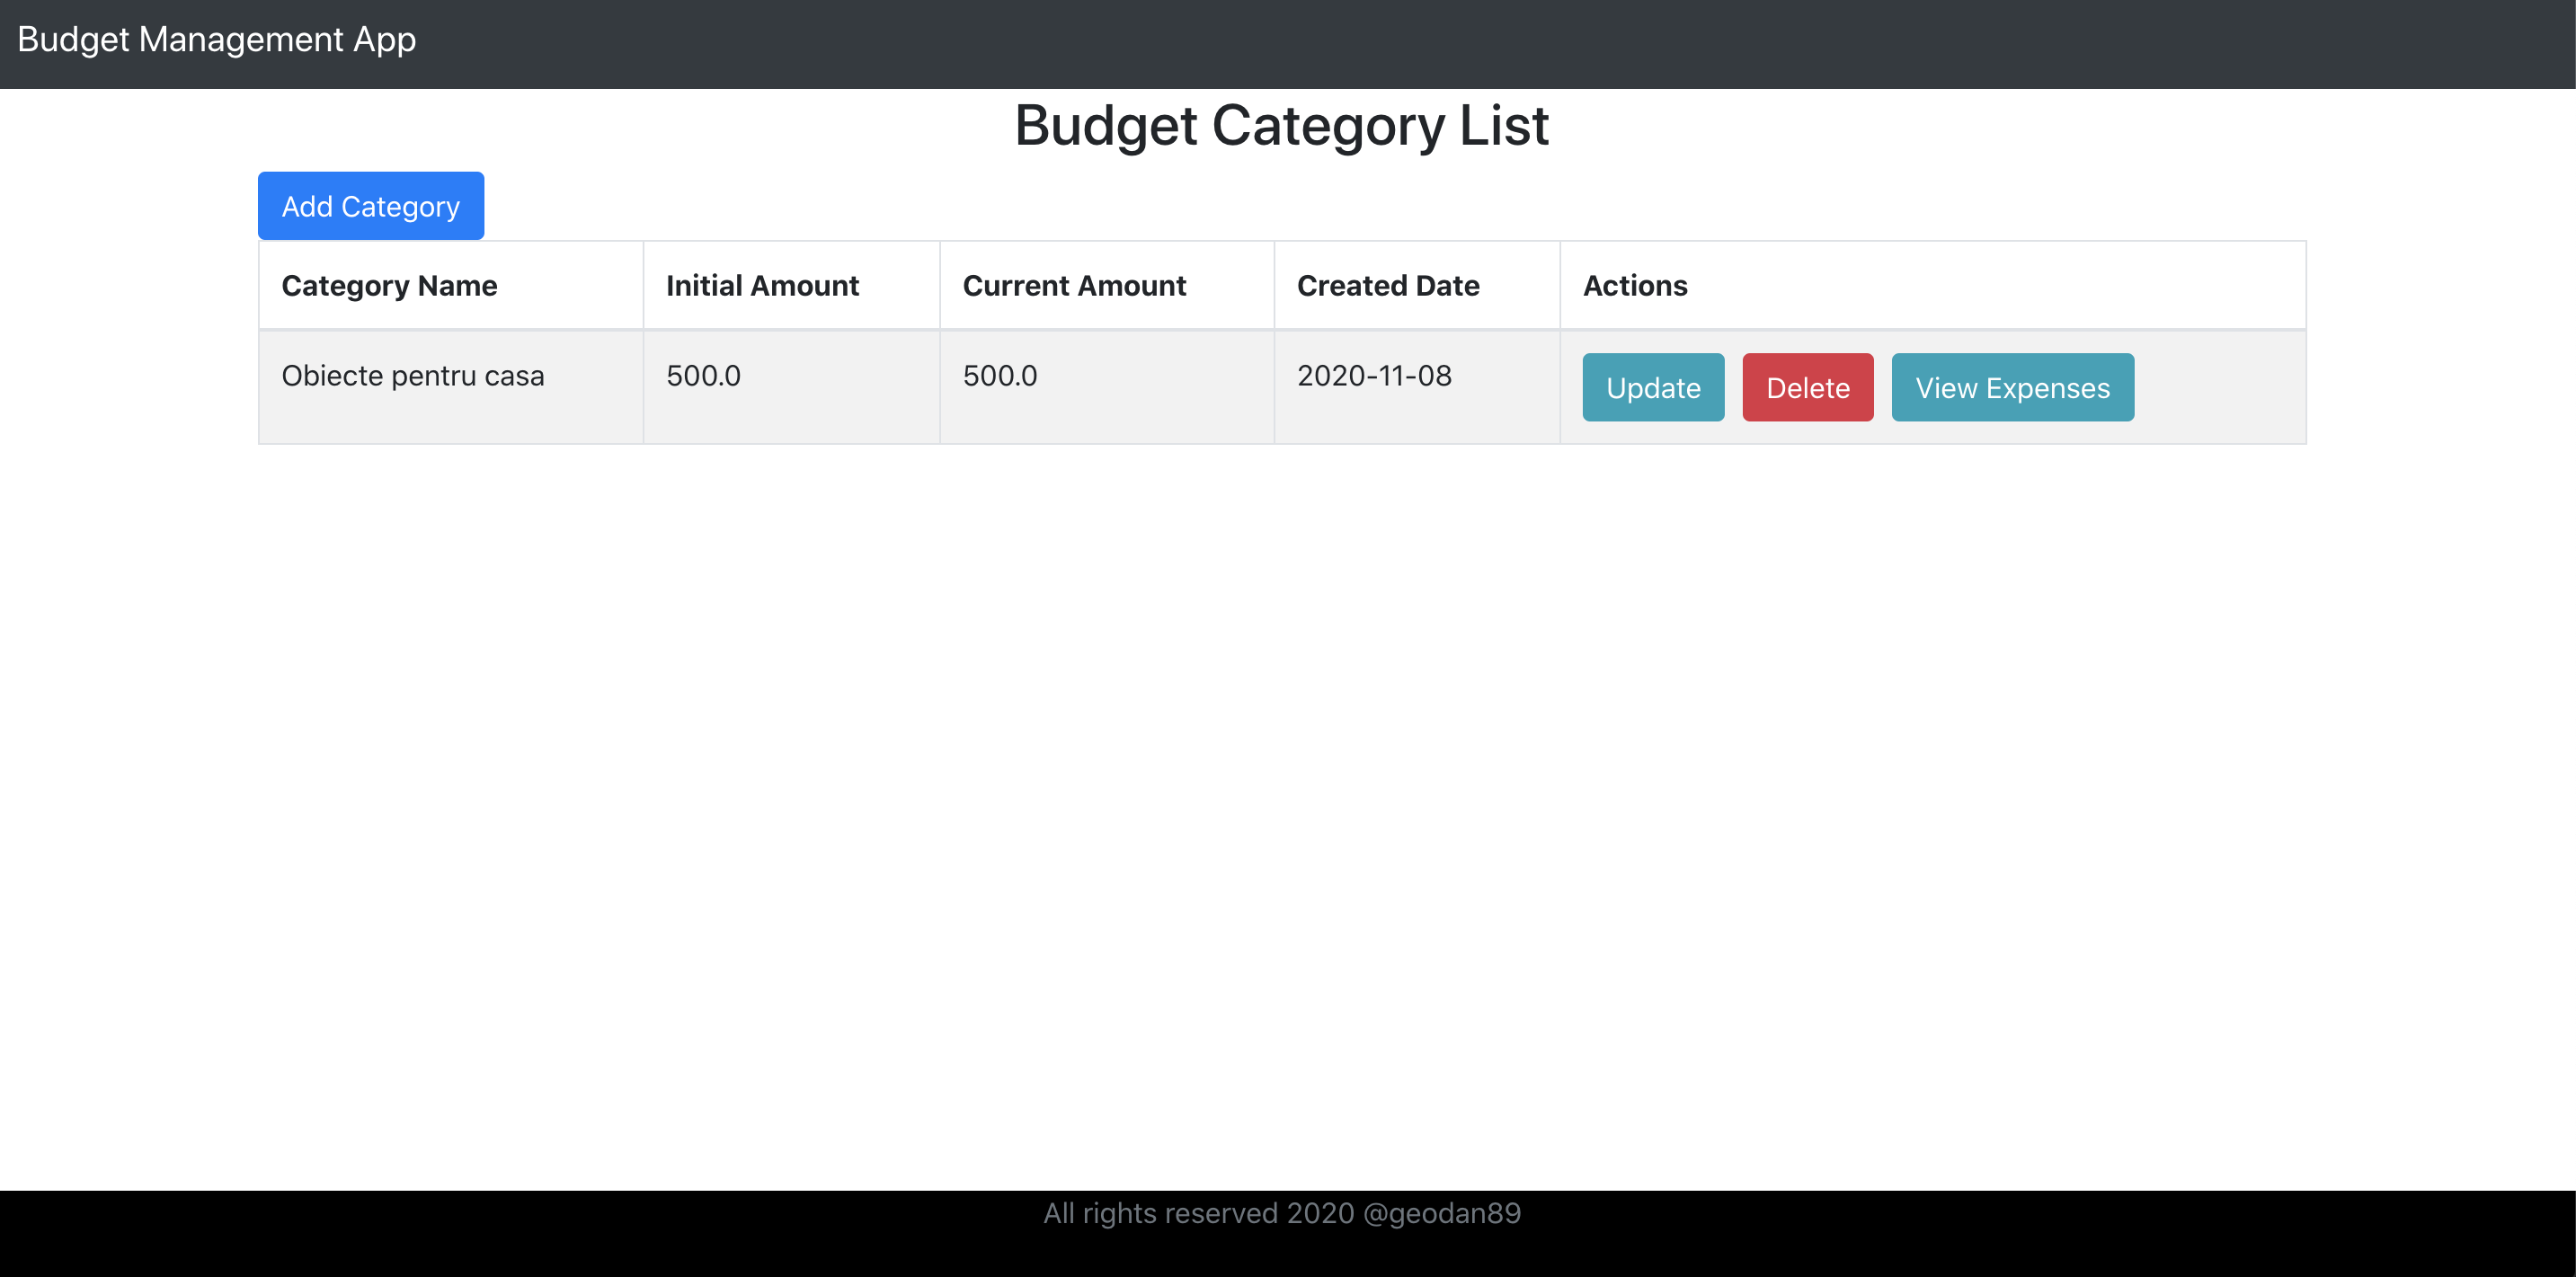 Budget Management App
Budget Category List
Add Category
Category Name Initial Amount Current Amount Created Date Actions
Obiecte pentru casa 500.0 500.0 2020-11-08 Update Delete View Expenses
All rights reserved 2020 @geodan89